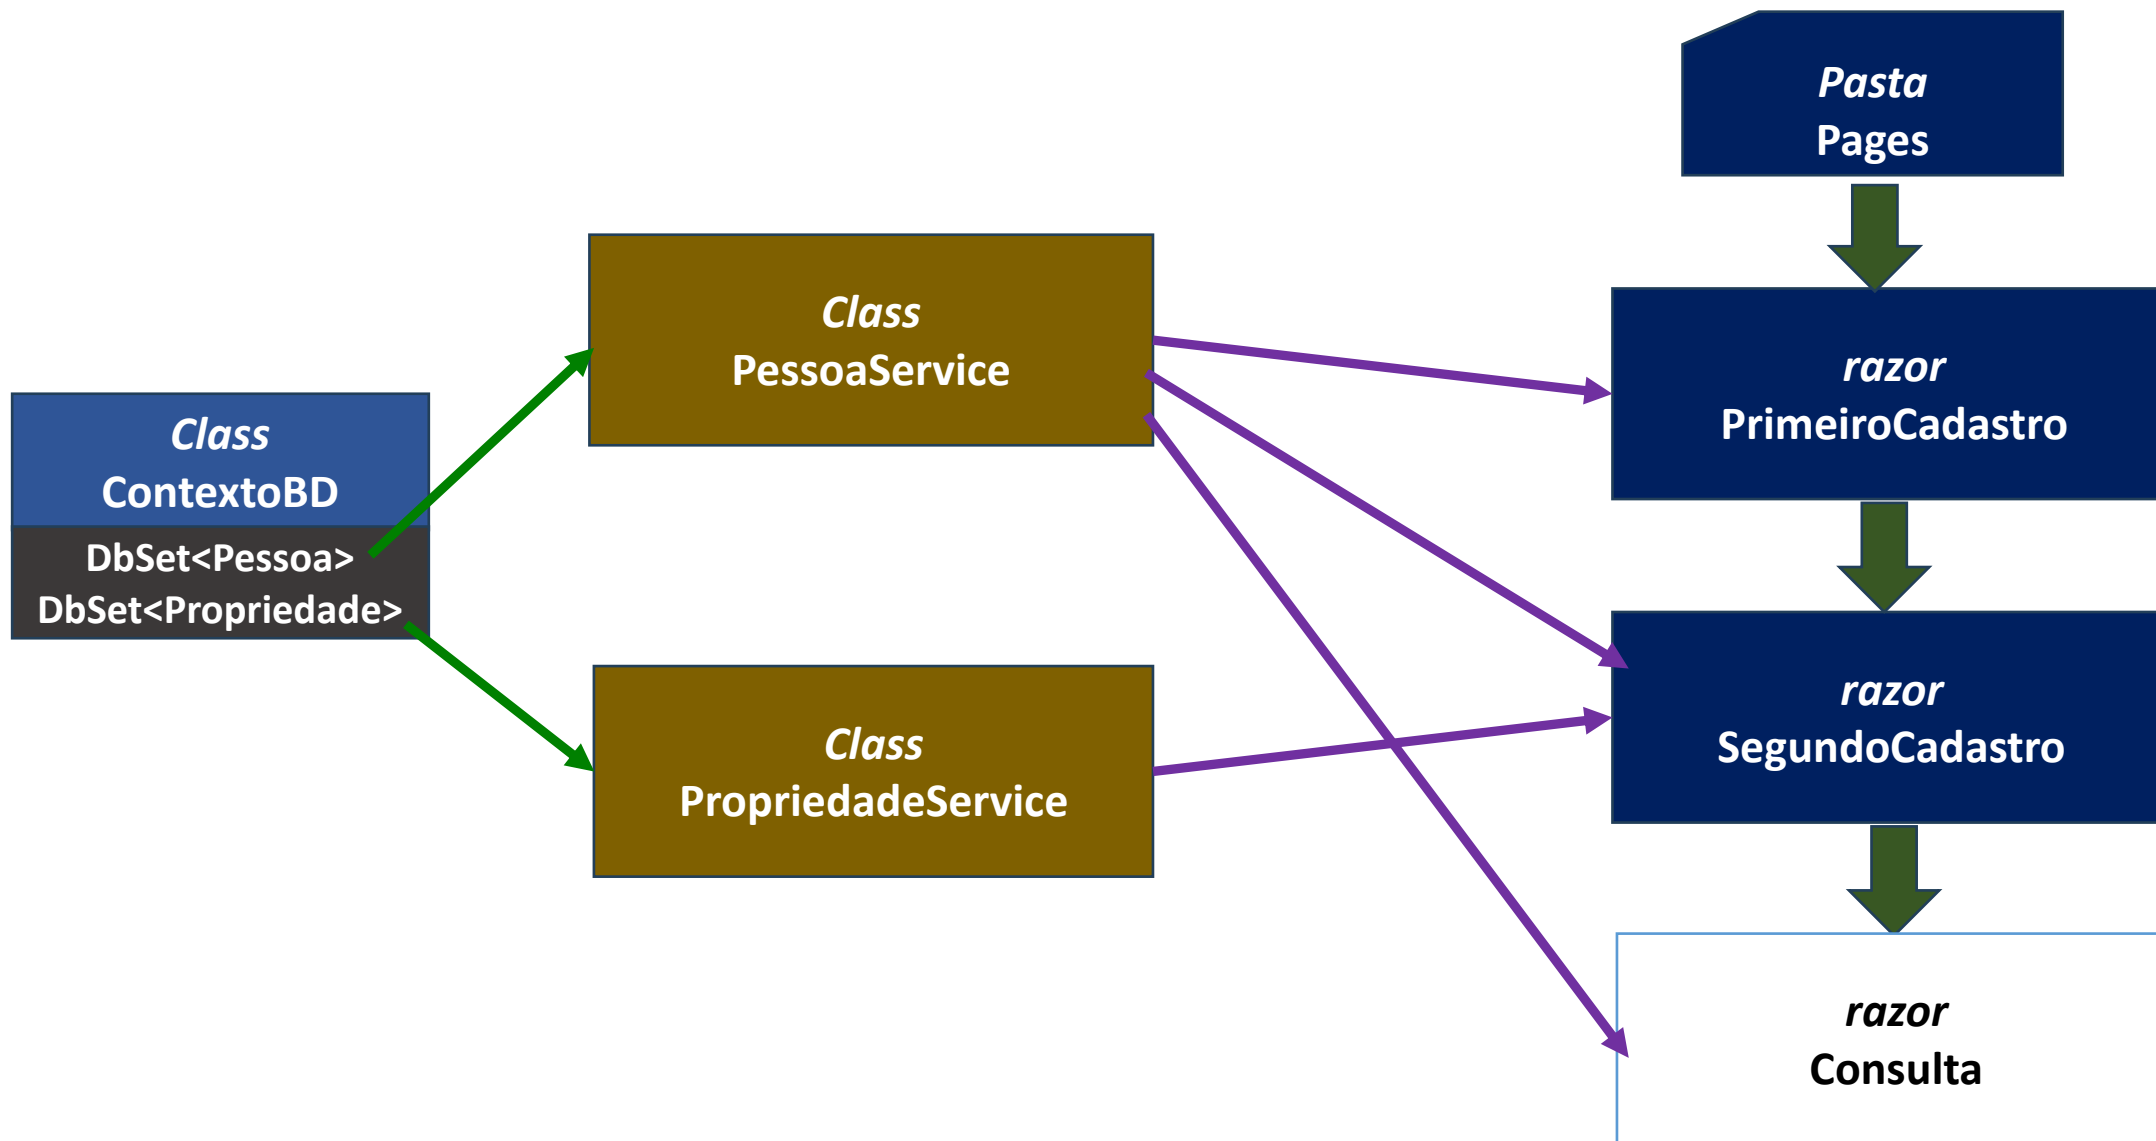 Pasta
Pages
Class
PessoaService
razor
PrimeiroCadastro
Class
ContextoBD
DbSet<Pessoa>
DbSet<Propriedade>
Class
PropriedadeService
razor
SegundoCadastro
razor
Consulta